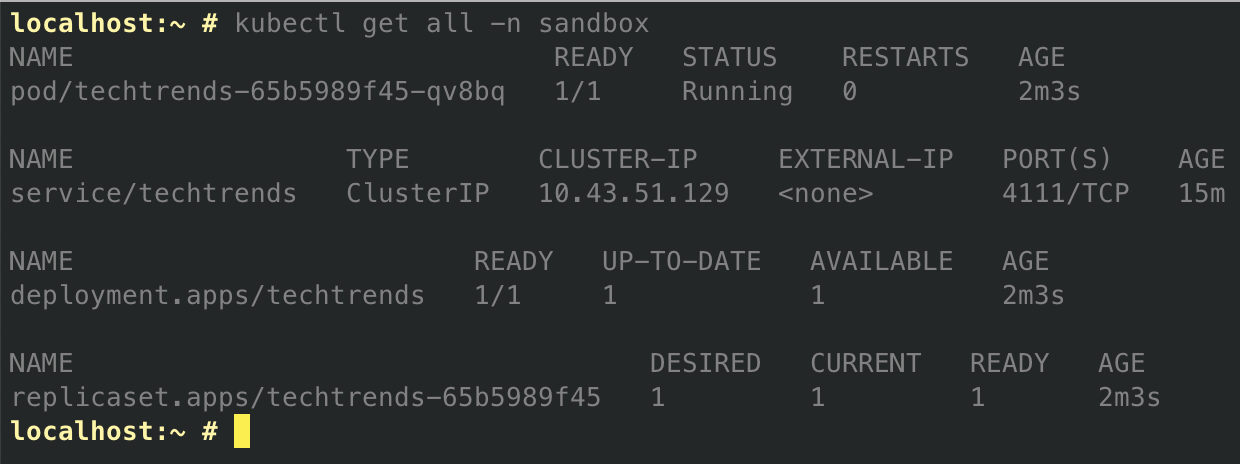 localhost:~ # kubectl get all -n sandbox
NAME                              READY   STATUS    RESTARTS   AGE
pod/techtrends-65b5989f45-qv8bq   1/1     Running   0          2m3s

NAME                 TYPE        CLUSTER-IP     EXTERNAL-IP   PORT(S)    AGE
service/techtrends   ClusterIP   10.43.51.129   <none>        4111/TCP   15m

NAME                         READY   UP-TO-DATE   AVAILABLE   AGE
deployment.apps/techtrends   1/1     1            1           2m3s

NAME                                    DESIRED   CURRENT   READY   AGE
replicaset.apps/techtrends-65b5989f45   1         1         1       2m3s
localhost:~ #